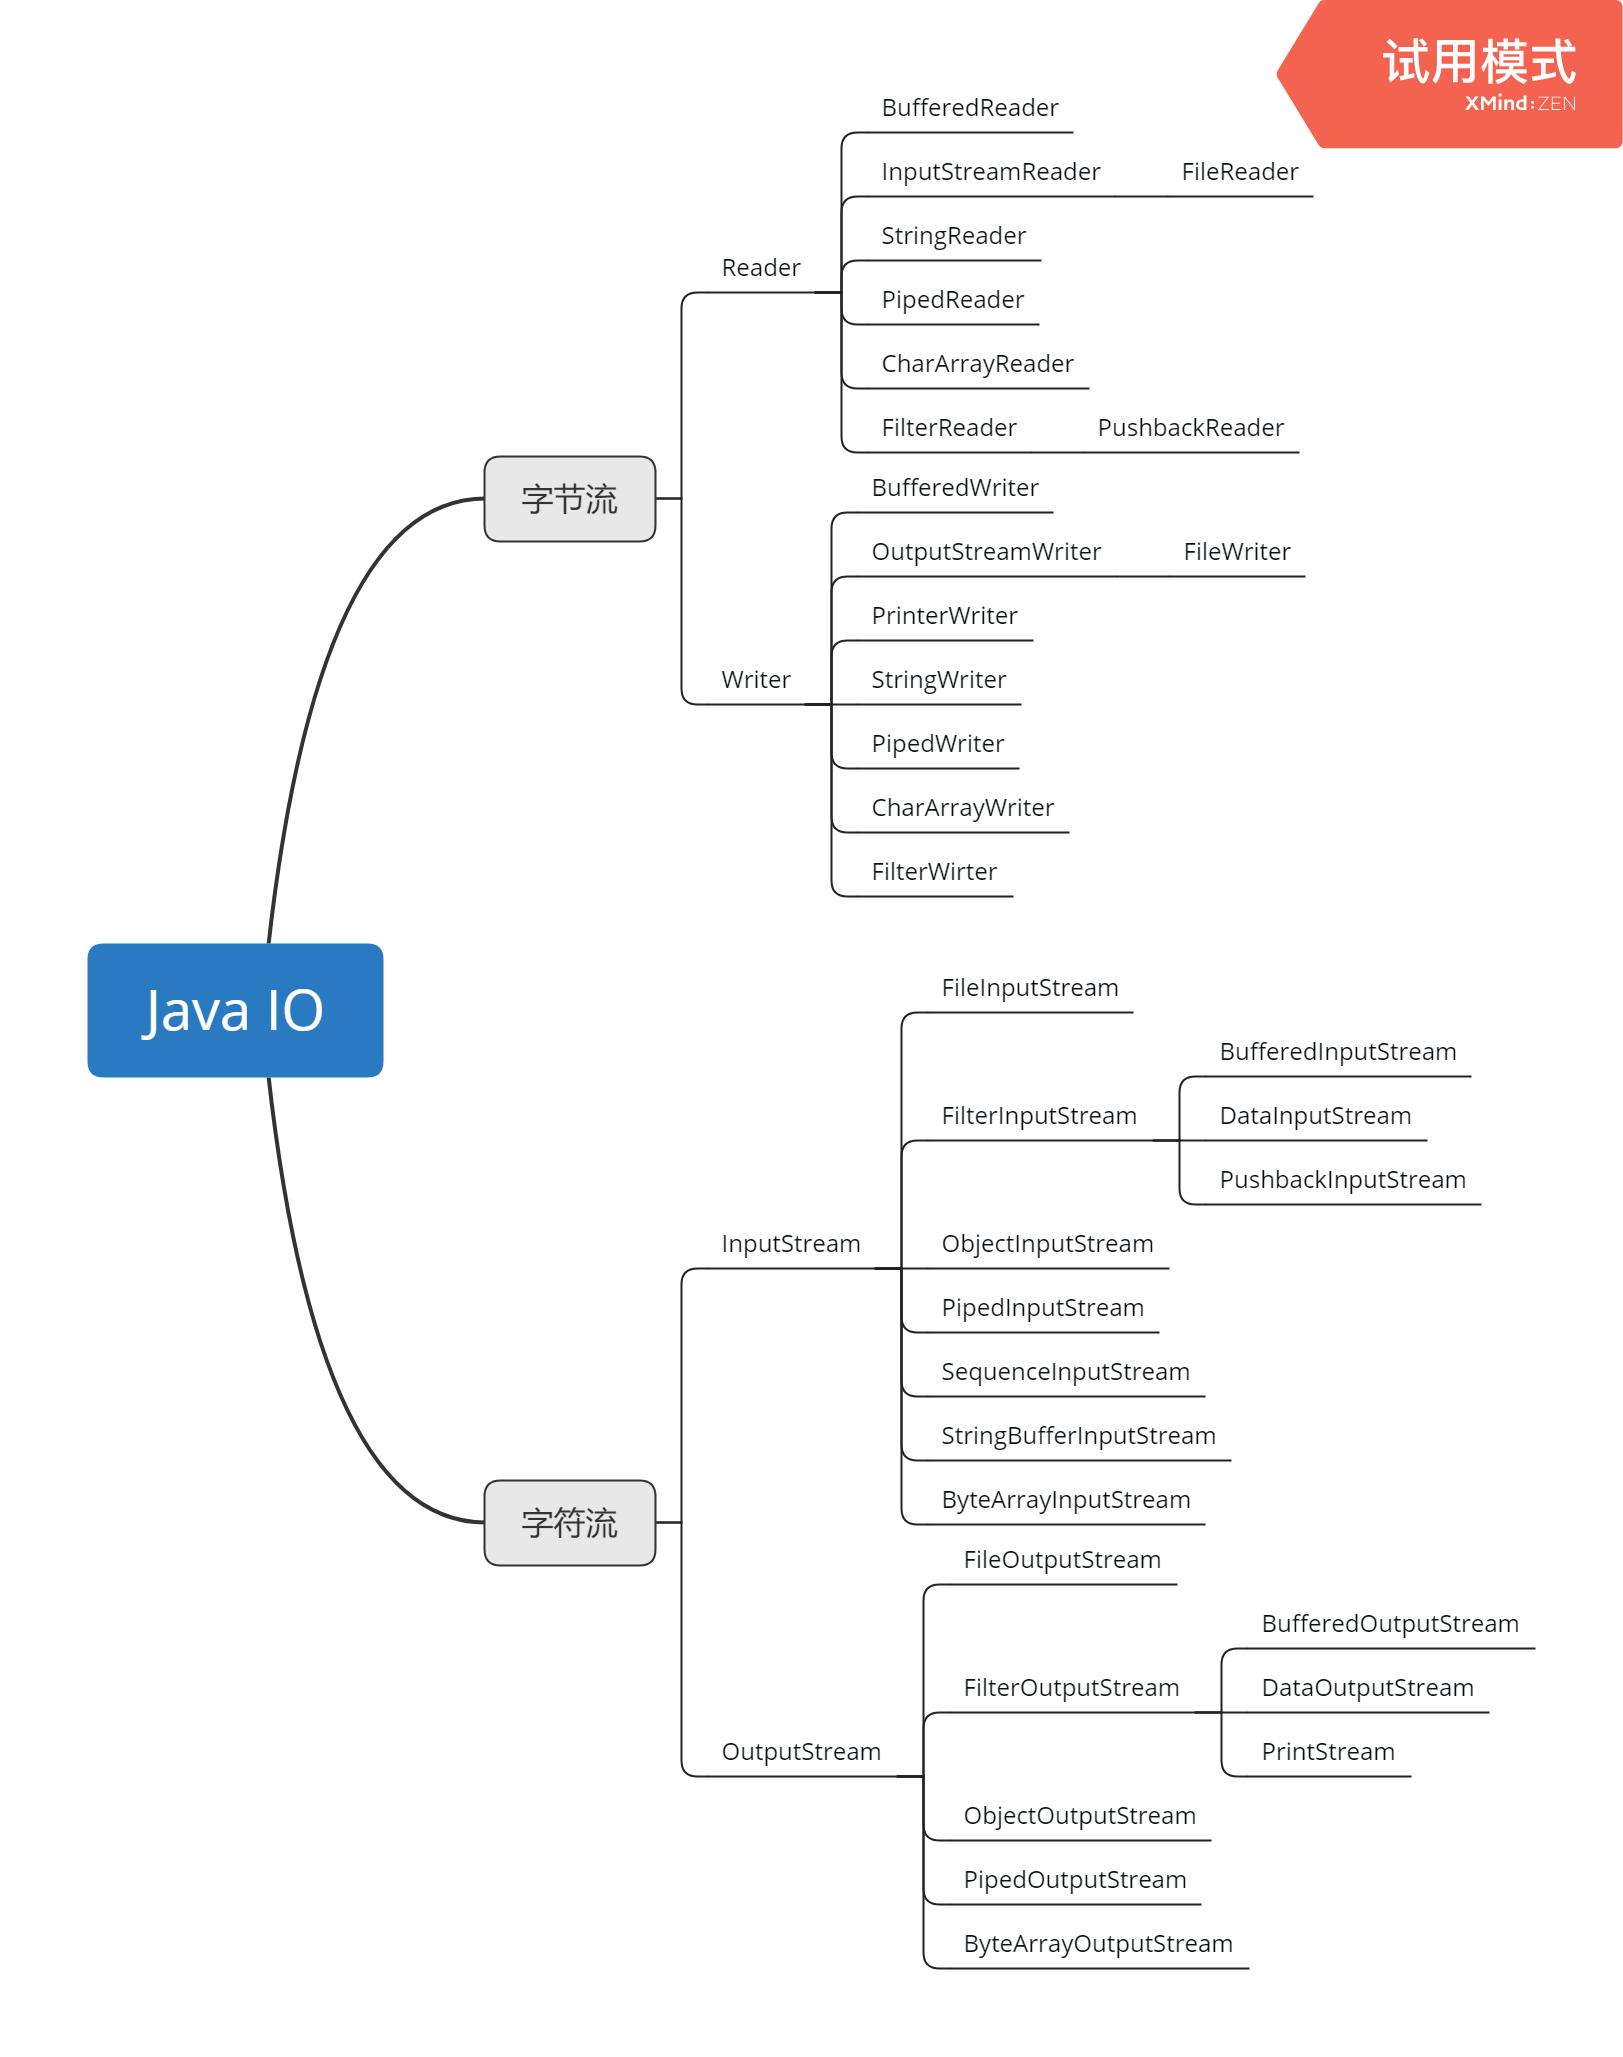 试用模式
XMind:ZEN
Java IO
字节流
Reader
BufferedReader
InputStreamReader
FileReader
StringReader
PipedReader
CharArrayReader
FilterReader
PushbackReader
Writer
BufferedWriter
OutputStreamWriter
FileWriter
PrinterWriter
StringWriter
PipedWriter
CharArrayWriter
FilterWirter
字符流
InputStream
FileInputStream
FilterInputStream
BufferedInputStream
DataInputStream
PushbackInputStream
ObjectInputStream
PipedInputStream
SequenceInputStream
StringBufferInputStream
ByteArrayInputStream
OutputStream
FileOutputStream
FilterOutputStream
BufferedOutputStream
DataOutputStream
PrintStream
ObjectOutputStream
PipedOutputStream
ByteArrayOutputStream